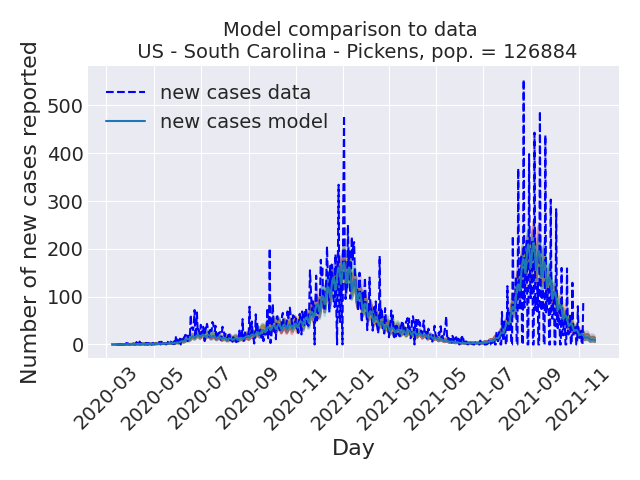 Model comparison to data
US - South Carolina - Pickens, pop. = 126884
Number of new cases reported
500
400
300
200
100
0
new cases data
new cases model
2020-03
2020-05
2020-07
2020-09
2020-11
2021-01
2021-03
2021-05
2021-07
2021-09
2021-11
Day